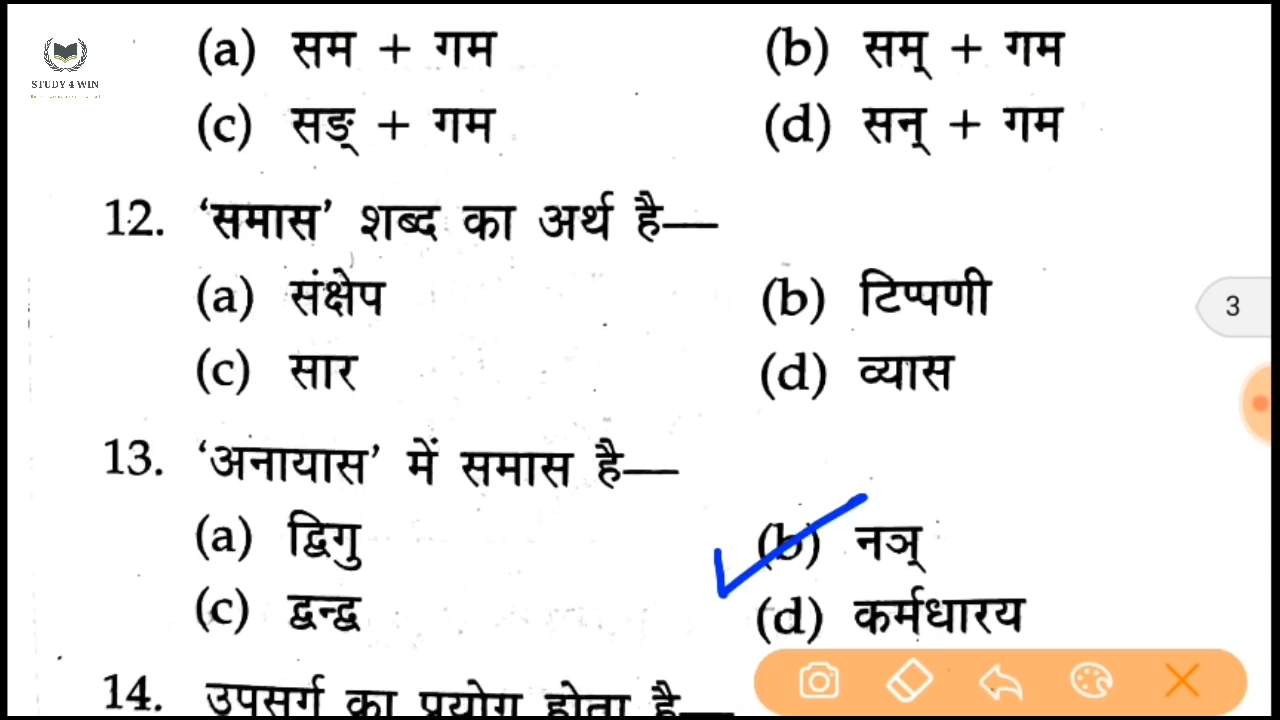 STUDY 4 WIN
(a) सम + गम (b) सम् + गम
(c) सङ् + गम (d) सन् + गम
12. ‘समास’ शब्द का अर्थ है—
(a) संक्षेप (b) टिप्पणी
(c) सार (d) व्यास
3
13. ‘अनायास’ में समास है—
(a) द्विगु (b) नञ्
(c) द्वन्द्व (d) कर्मधारय
14. उपसर्ग का प्रयोग होता है—